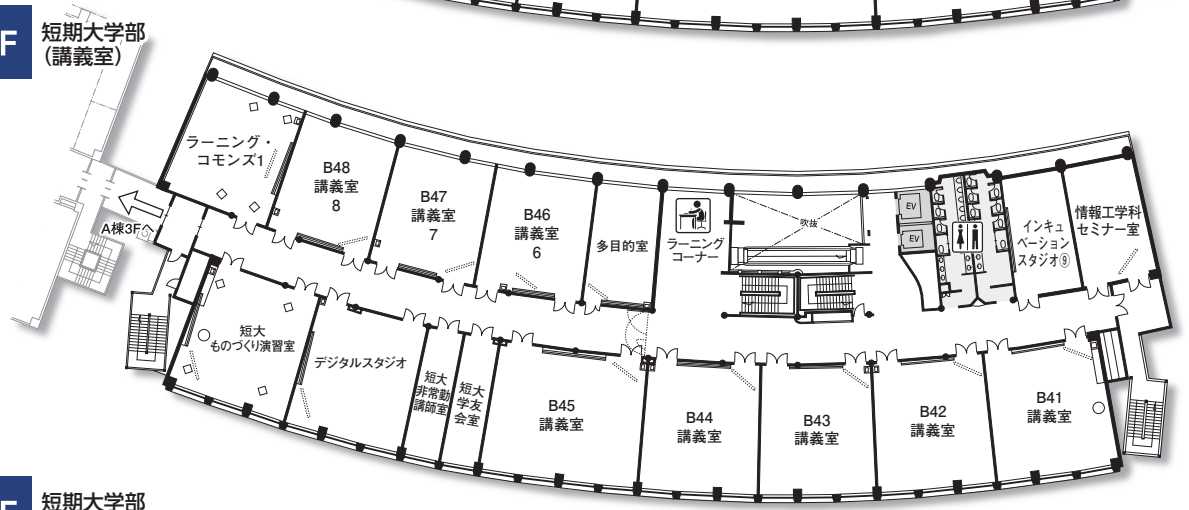 F
短期大学部
(講義室)
A棟3Fへ
ラーニング・
コモンズ1
B48
講義室
8
B47
講義室
7
B46
講義室
6
多目的室
ラーニング
コーナー
吹抜
EV
EV
インキュ
ベーション
スタジオ⑨
情報工学科
セミナー室
短大
ものづくり演習室
デジタルスタジオ
短大
非常勤
講師室
短大
学友
会室
B45
講義室
B44
講義室
B43
講義室
B42
講義室
B41
講義室
短期大学部